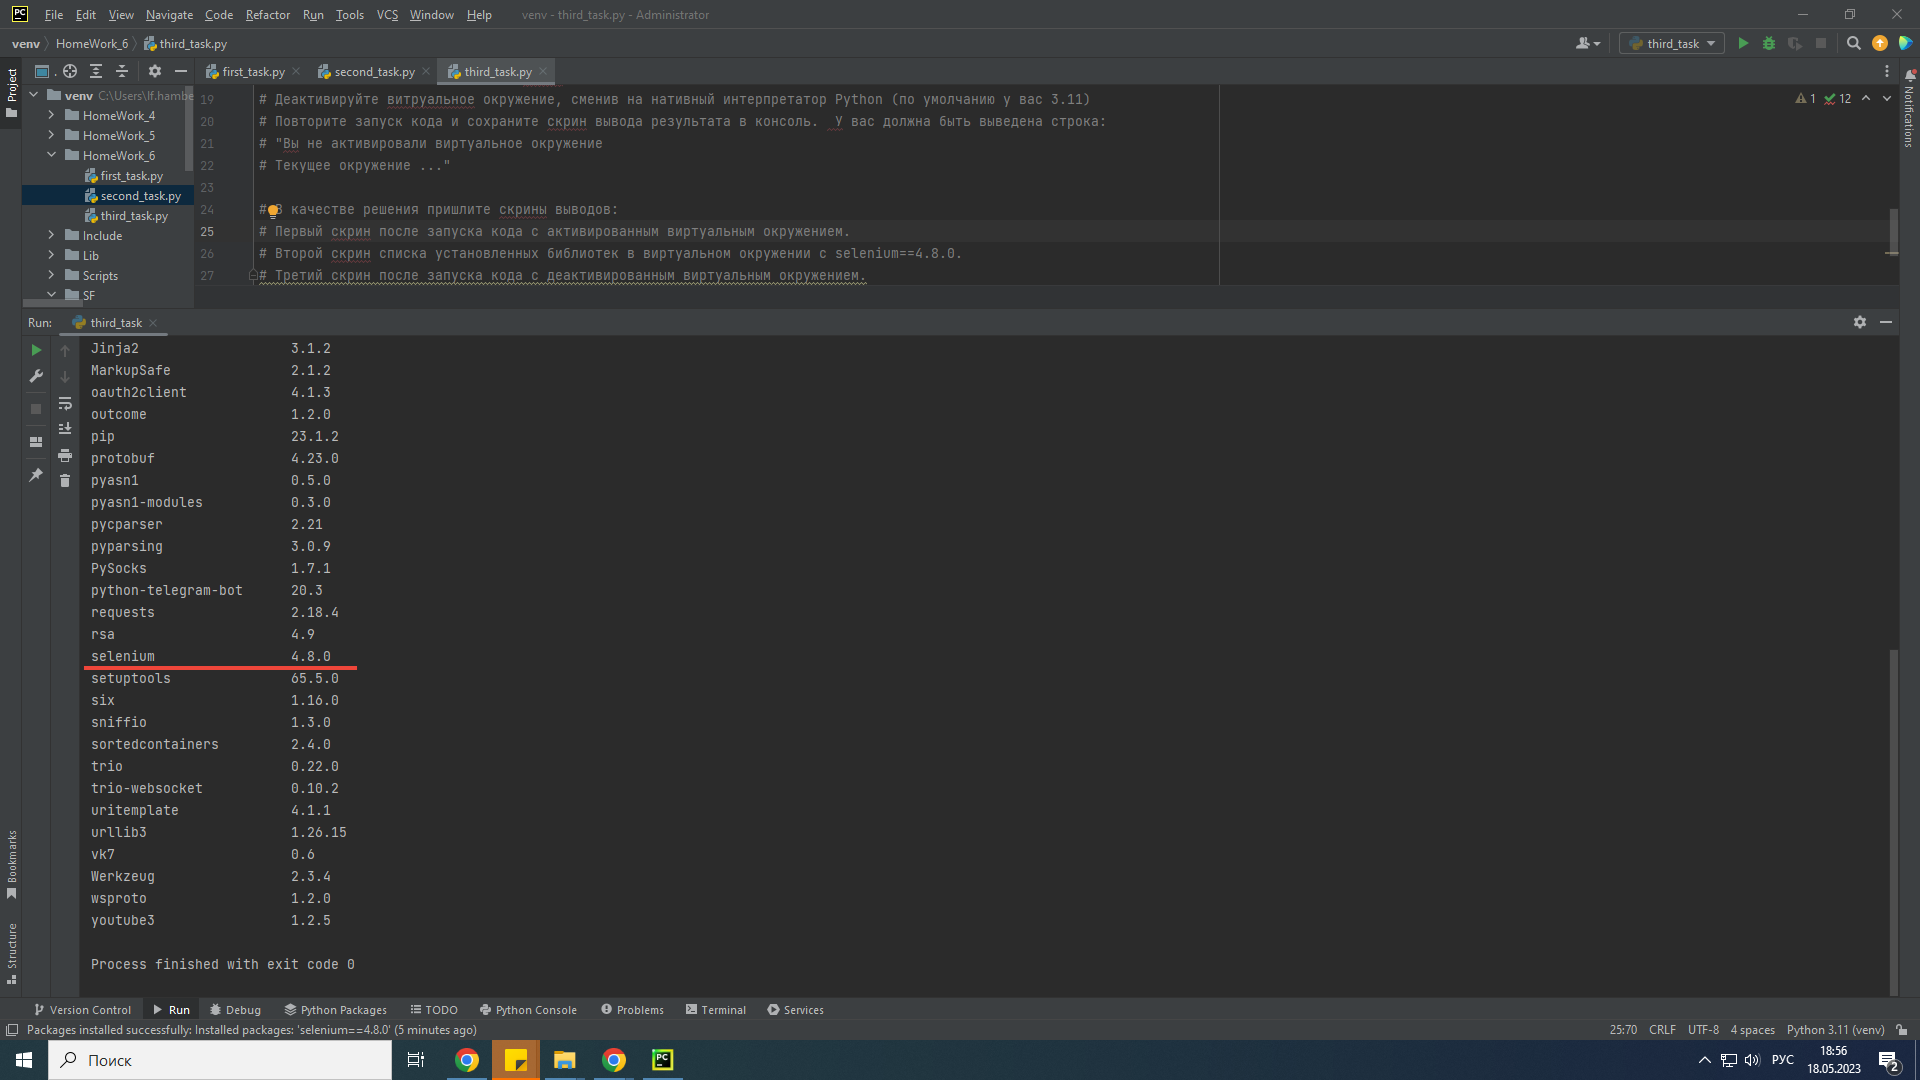 PC File Edit View Navigate Code Refactor Run Tools VCS Window Help venv - third_task.py - Administrator
venv HomeWork_6 third_task.py third_task
Project
first_task.py second_task.py third_task.py
venv C:\Users\lf.hambe
HomeWork_4
HomeWork_5
HomeWork_6
first_task.py
second_task.py
third_task.py
Include
Lib
Scripts
SF
19 # Деактивируйте витруальное окружение, сменив на нативный интерпретатор Python (по умолчанию у вас 3.11)
20 # Повторите запуск кода и сохраните скрин вывода результата в консоль. У вас должна быть выведена строка:
21 # "Вы не активировали виртуальное окружение
22 # Текущее окружение ..."
23
24 # В качестве решения пришлите скрины выводов:
25 # Первый скрин после запуска кода с активированным виртуальным окружением.
26 # Второй скрин списка установленных библиотек в виртуальном окружении с selenium==4.8.0.
27 # Третий скрин после запуска кода с деактивированным виртуальным окружением.
1 12
Notifications
Run: third_task
Jinja2 3.1.2
MarkupSafe 2.1.2
oauth2client 4.1.3
outcome 1.2.0
pip 23.1.2
protobuf 4.23.0
pyasn1 0.5.0
pyasn1-modules 0.3.0
pycparser 2.21
pyparsing 3.0.9
PySocks 1.7.1
python-telegram-bot 20.3
requests 2.18.4
rsa 4.9
selenium 4.8.0
setuptools 65.5.0
six 1.16.0
sniffio 1.3.0
sortedcontainers 2.4.0
trio 0.22.0
trio-websocket 0.10.2
uritemplate 4.1.1
urllib3 1.26.15
vk7 0.6
Werkzeug 2.3.4
wsproto 1.2.0
youtube3 1.2.5
Process finished with exit code 0
Bookmarks
Structure
Version Control Run Debug Python Packages TODO Python Console Problems Terminal Services
Packages installed successfully: Installed packages: 'selenium==4.8.0' (5 minutes ago) 25:70 CRLF UTF-8 4 spaces Python 3.11 (venv)
Поиск PC РУС 18:56
18.05.2023 2